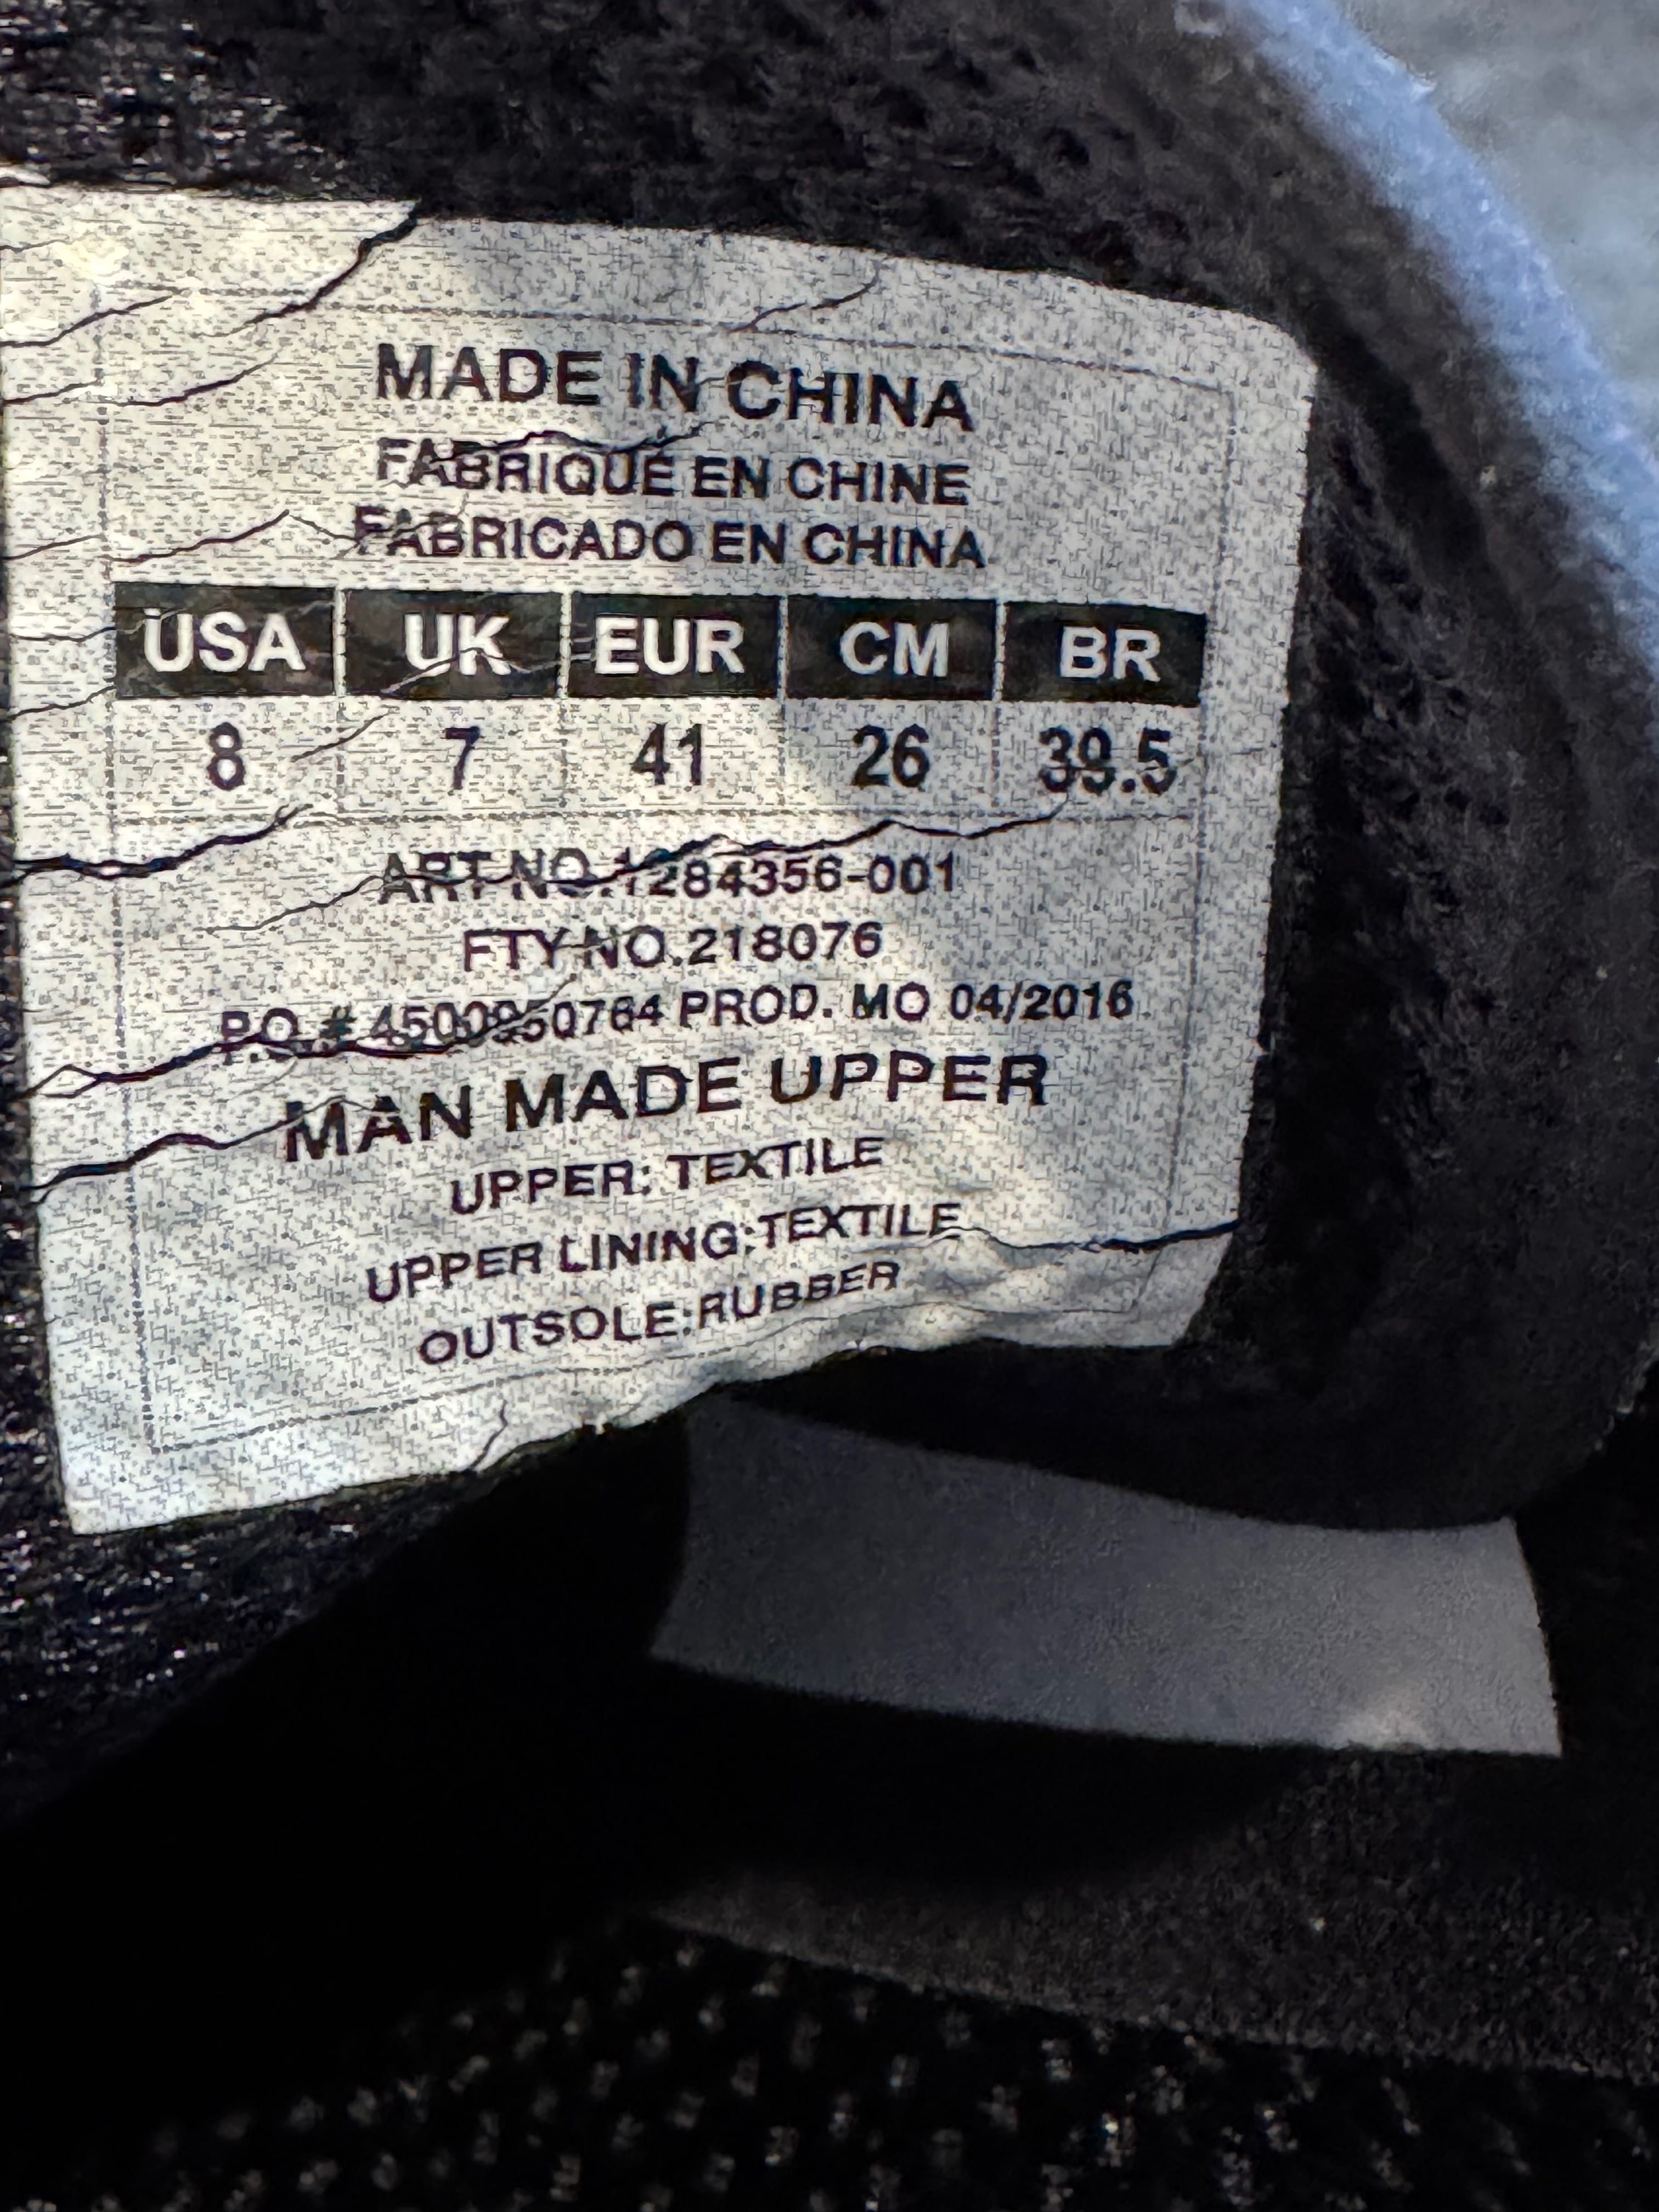 MADE IN CHINA
FABRIQUÉ EN CHINE
FABRICADO EN CHINA
USA UK EUR CM BR
8 7 41 26 39.5
ART NO.1284356-001
FTY NO.218076
PO # 4500950764 PROD. MO 04/2016
MAN MADE UPPER
UPPER: TEXTILE
UPPER LINING:TEXTILE
OUTSOLE:RUBBER